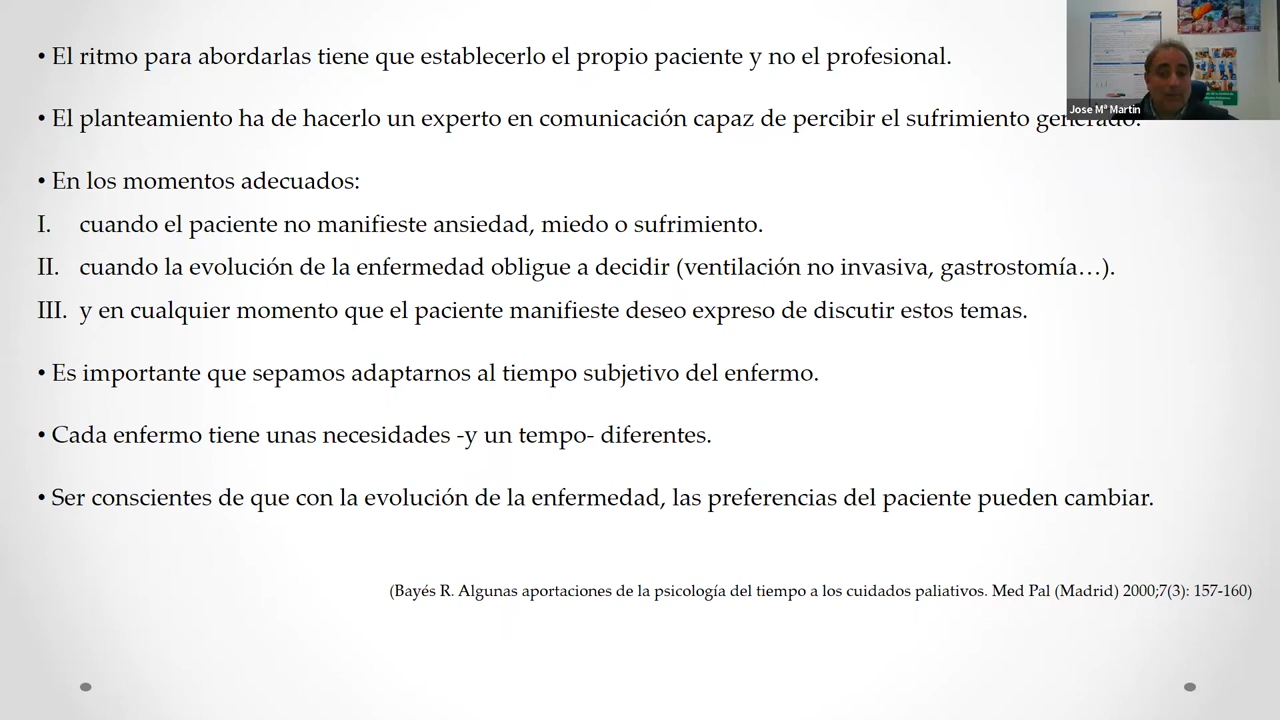 • El ritmo para abordarlas tiene que establecerlo el propio paciente y no el profesional.
Jose Mª Martín
• El planteamiento ha de hacerlo un experto en comunicación capaz de percibir el sufrimiento generado.
• En los momentos adecuados:
I. cuando el paciente no manifieste ansiedad, miedo o sufrimiento.
II. cuando la evolución de la enfermedad obligue a decidir (ventilación no invasiva, gastrostomía…).
III. y en cualquier momento que el paciente manifieste deseo expreso de discutir estos temas.
• Es importante que sepamos adaptarnos al tiempo subjetivo del enfermo.
• Cada enfermo tiene unas necesidades -y un tempo- diferentes.
• Ser conscientes de que con la evolución de la enfermedad, las preferencias del paciente pueden cambiar.
(Bayés R. Algunas aportaciones de la psicología del tiempo a los cuidados paliativos. Med Pal (Madrid) 2000;7(3): 157-160)